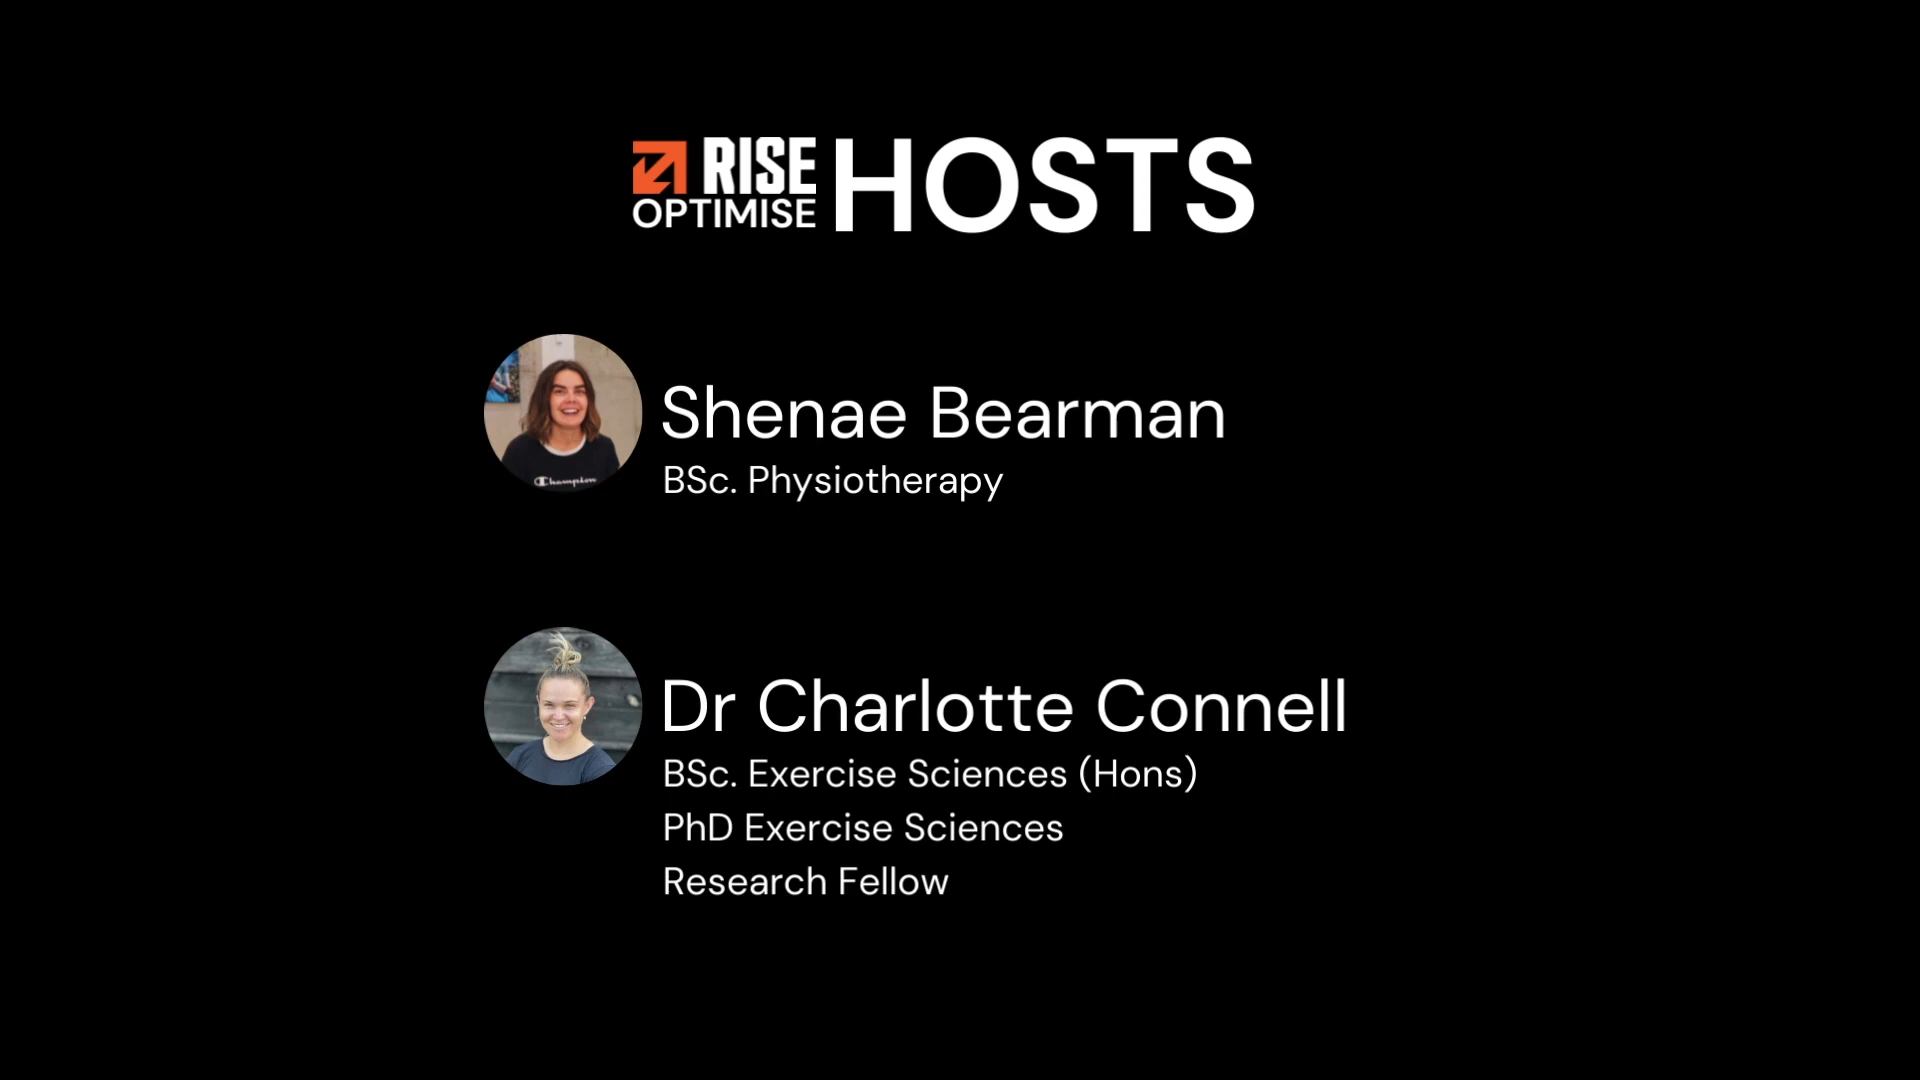 RISE
OPTIMISE
HOSTS
Shenae Bearman
BSc. Physiotherapy
Champion
Dr Charlotte Connell
BSc. Exercise Sciences (Hons)
PhD Exercise Sciences
Research Fellow